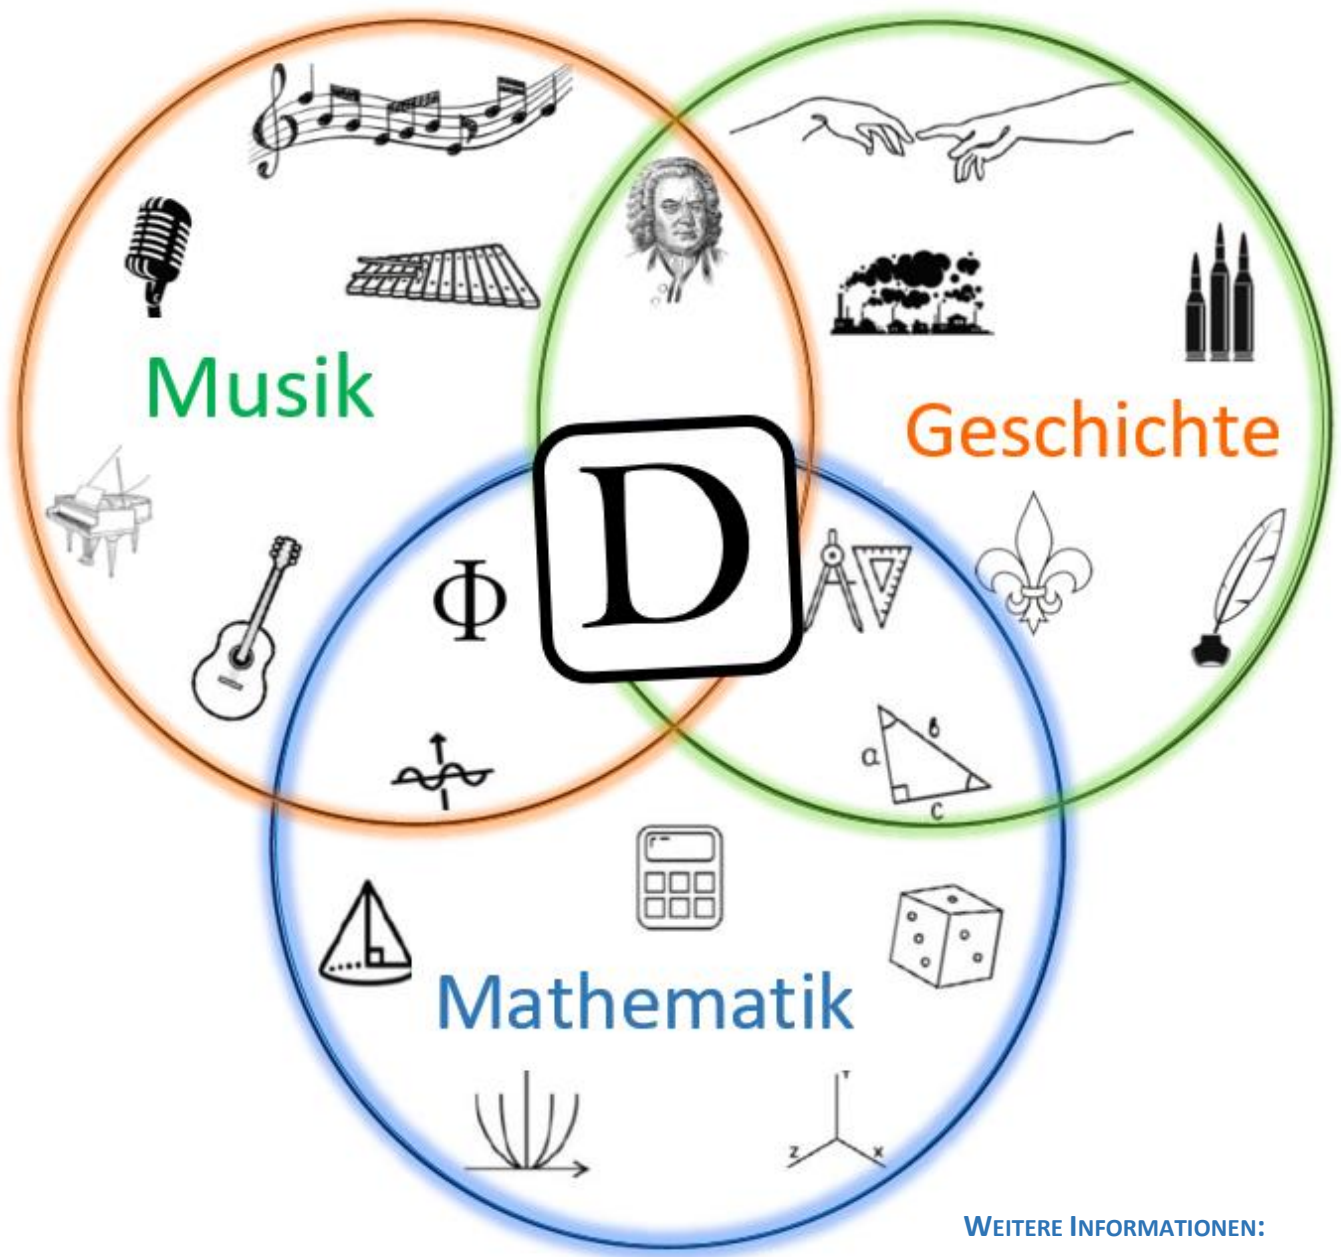 Musik
Geschichte
D
Φ
a
b
c
Mathematik
Y
Z
X
WEITERE INFORMATIONEN: